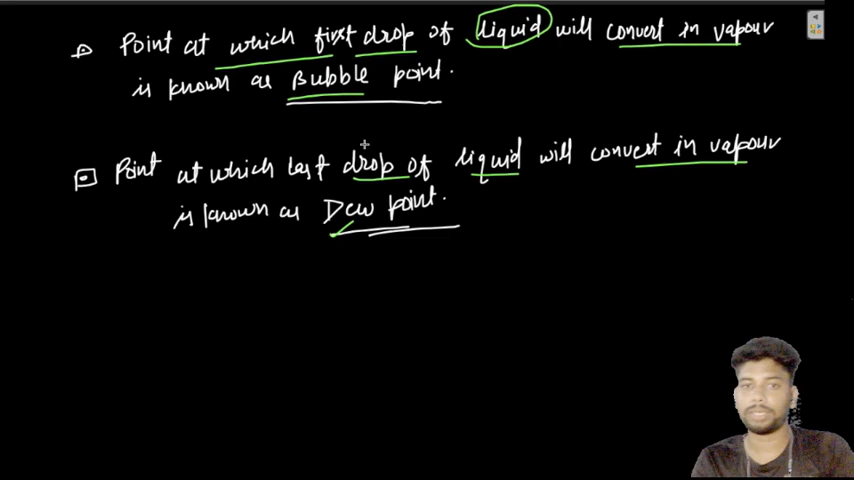 Point at which first drop of liquid will convert in vapour
is known as Bubble point.
Point at which last drop of liquid will convert in vapour
is known as Dew point.